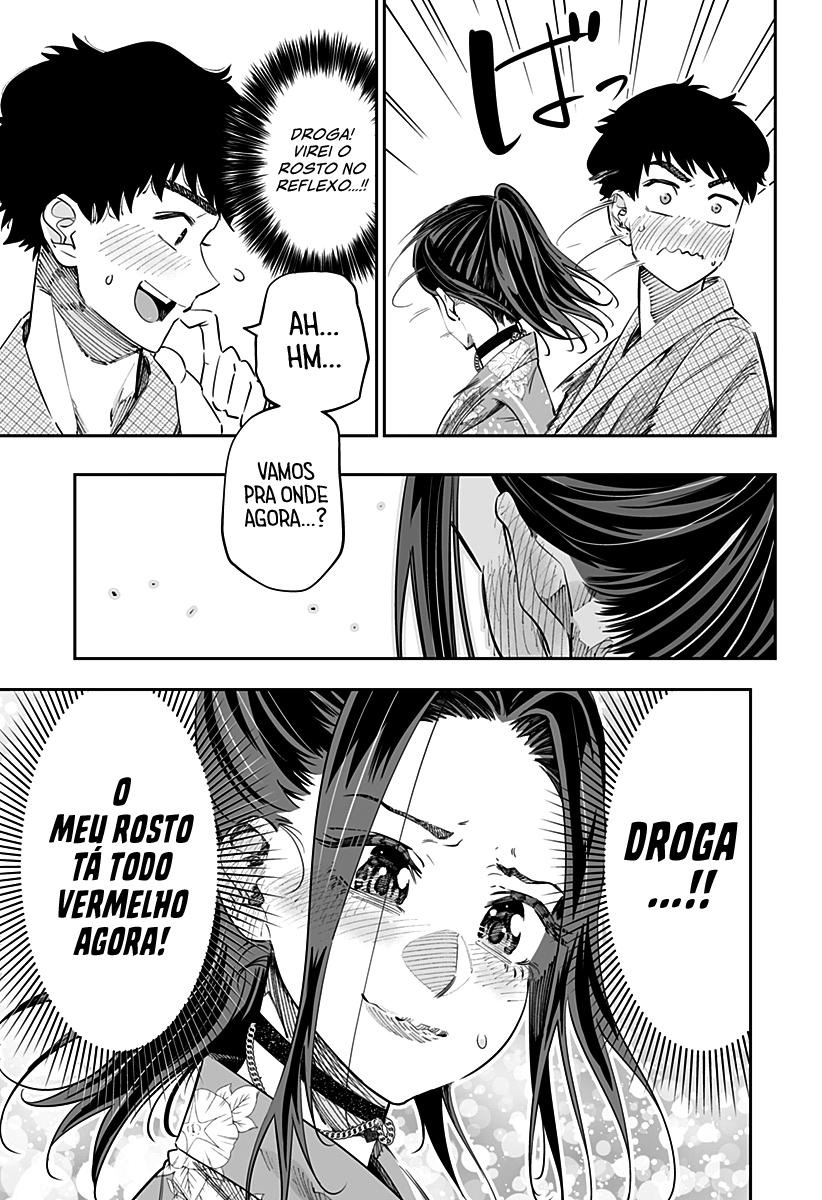 ばっ
DROGA!
VIREI O
ROSTO NO
REFLEXO...!!
AH...
HM...
VAMOS
PRA ONDE
AGORA...?
DROGA
...!!
O
MEU ROSTO
TÁ TODO
VERMELHO
AGORA!